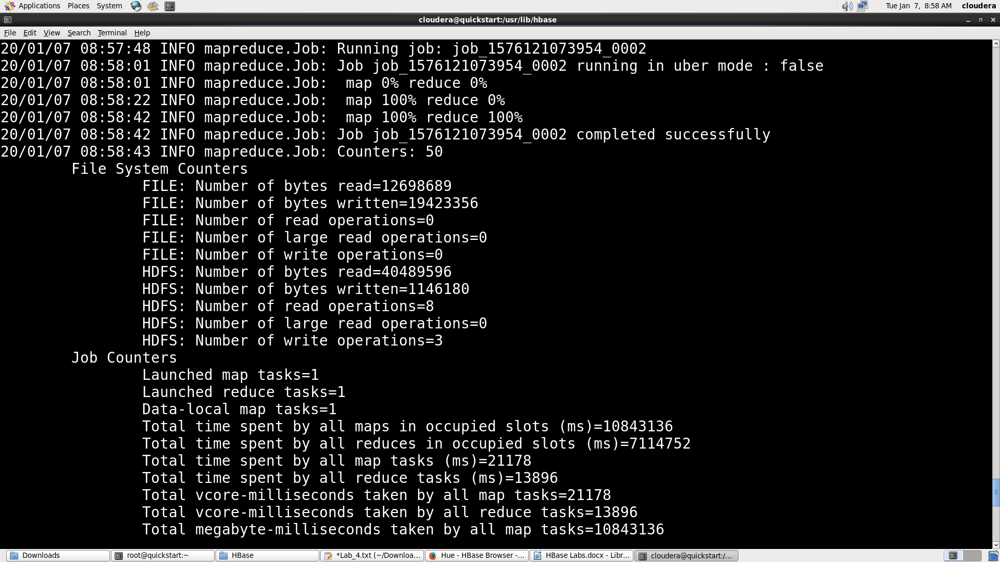 Applications Places System Tue Jan 7, 8:58 AM cloudera
cloudera@quickstart:/usr/lib/hbase
File Edit View Search Terminal Help
20/01/07 08:57:48 INFO mapreduce.Job: Running job: job_1576121073954_0002
20/01/07 08:58:01 INFO mapreduce.Job: Job job_1576121073954_0002 running in uber mode : false
20/01/07 08:58:01 INFO mapreduce.Job:  map 0% reduce 0%
20/01/07 08:58:22 INFO mapreduce.Job:  map 100% reduce 0%
20/01/07 08:58:42 INFO mapreduce.Job:  map 100% reduce 100%
20/01/07 08:58:42 INFO mapreduce.Job: Job job_1576121073954_0002 completed successfully
20/01/07 08:58:43 INFO mapreduce.Job: Counters: 50
File System Counters
FILE: Number of bytes read=12698689
FILE: Number of bytes written=19423356
FILE: Number of read operations=0
FILE: Number of large read operations=0
FILE: Number of write operations=0
HDFS: Number of bytes read=40489596
HDFS: Number of bytes written=1146180
HDFS: Number of read operations=8
HDFS: Number of large read operations=0
HDFS: Number of write operations=3
Job Counters
Launched map tasks=1
Launched reduce tasks=1
Data-local map tasks=1
Total time spent by all maps in occupied slots (ms)=10843136
Total time spent by all reduces in occupied slots (ms)=7114752
Total time spent by all map tasks (ms)=21178
Total time spent by all reduce tasks (ms)=13896
Total vcore-milliseconds taken by all map tasks=21178
Total vcore-milliseconds taken by all reduce tasks=13896
Total megabyte-milliseconds taken by all map tasks=10843136
Downloads root@quickstart:~ HBase *Lab_4.txt (~/Downloa... Hue - HBase Browser -... HBase Labs.docx - Libr... cloudera@quickstart:/...